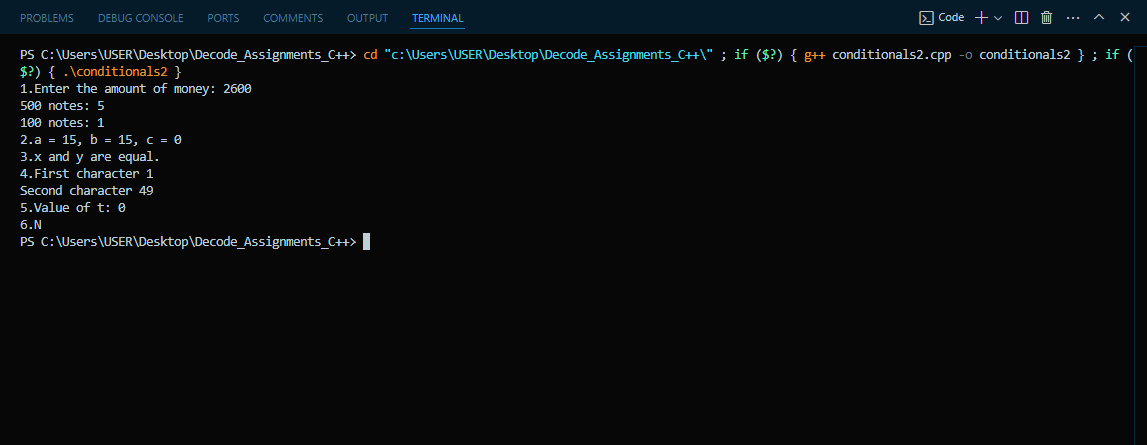 PROBLEMS DEBUG CONSOLE PORTS COMMENTS OUTPUT TERMINAL Code
PS C:\Users\USER\Desktop\Decode_Assignments_C++> cd "c:\Users\USER\Desktop\Decode_Assignments_C++\" ; if ($?) { g++ conditionals2.cpp -o conditionals2 } ; if (
$?) { .\conditionals2 }
1.Enter the amount of money: 2600
500 notes: 5
100 notes: 1
2.a = 15, b = 15, c = 0
3.x and y are equal.
4.First character 1
Second character 49
5.Value of t: 0
6.N
PS C:\Users\USER\Desktop\Decode_Assignments_C++>